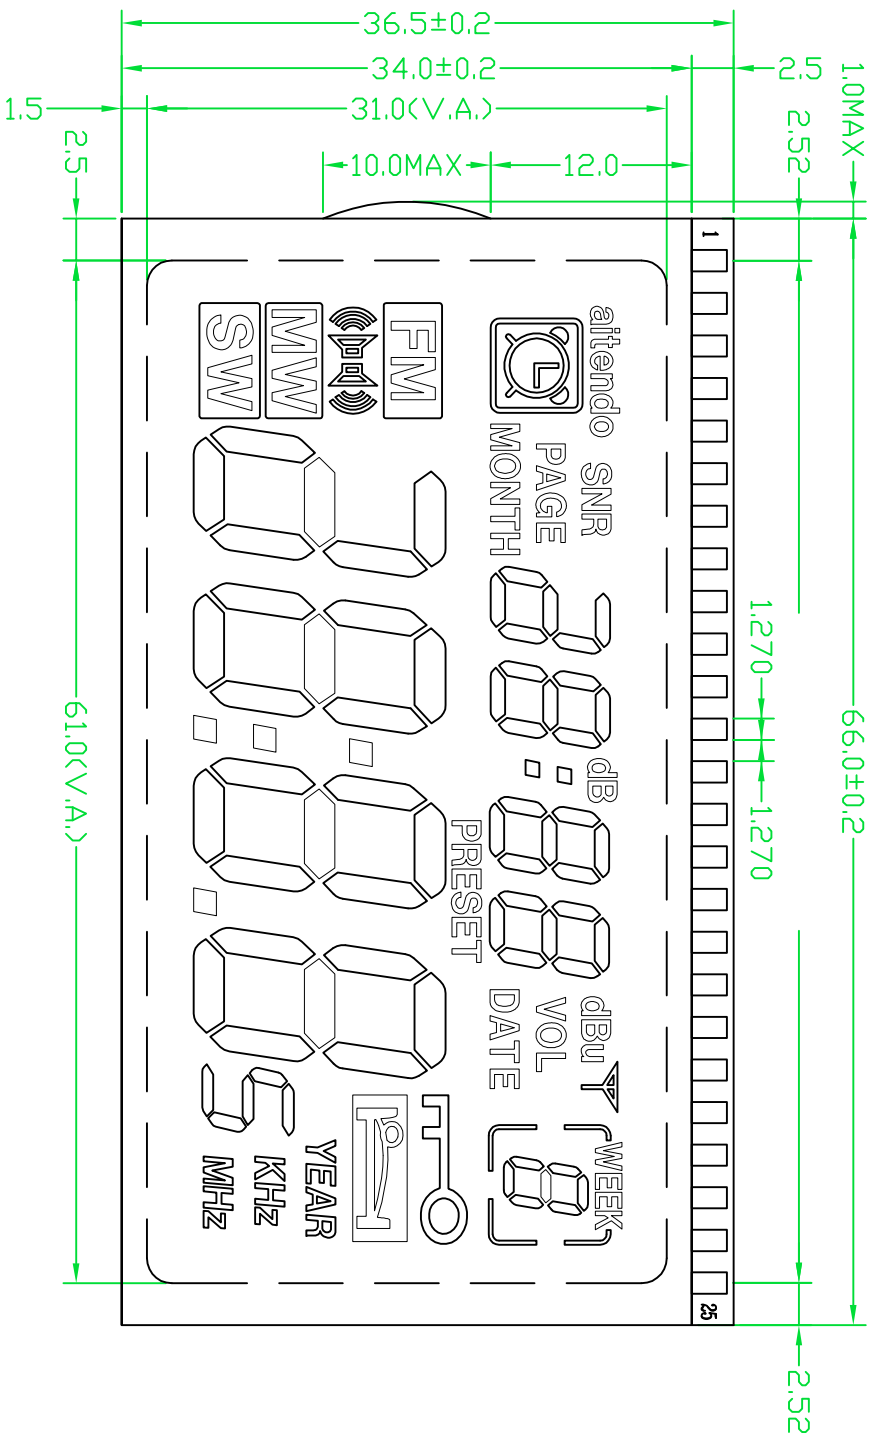 36.5±0.2
34.0±0.2
2.5
31.0(V.A.)
1.5
10.0MAX
12.0
2.5
1.0MAX
2.52
66.0±0.2
61.0(V.A.)
1.270
1.270
2.52
1
25
aitendo
SNR
PAGE
MONTH
dB
dBu
VOL
DATE
WEEK
FM
MW
SW
PRESET
YEAR
KHz
MHz